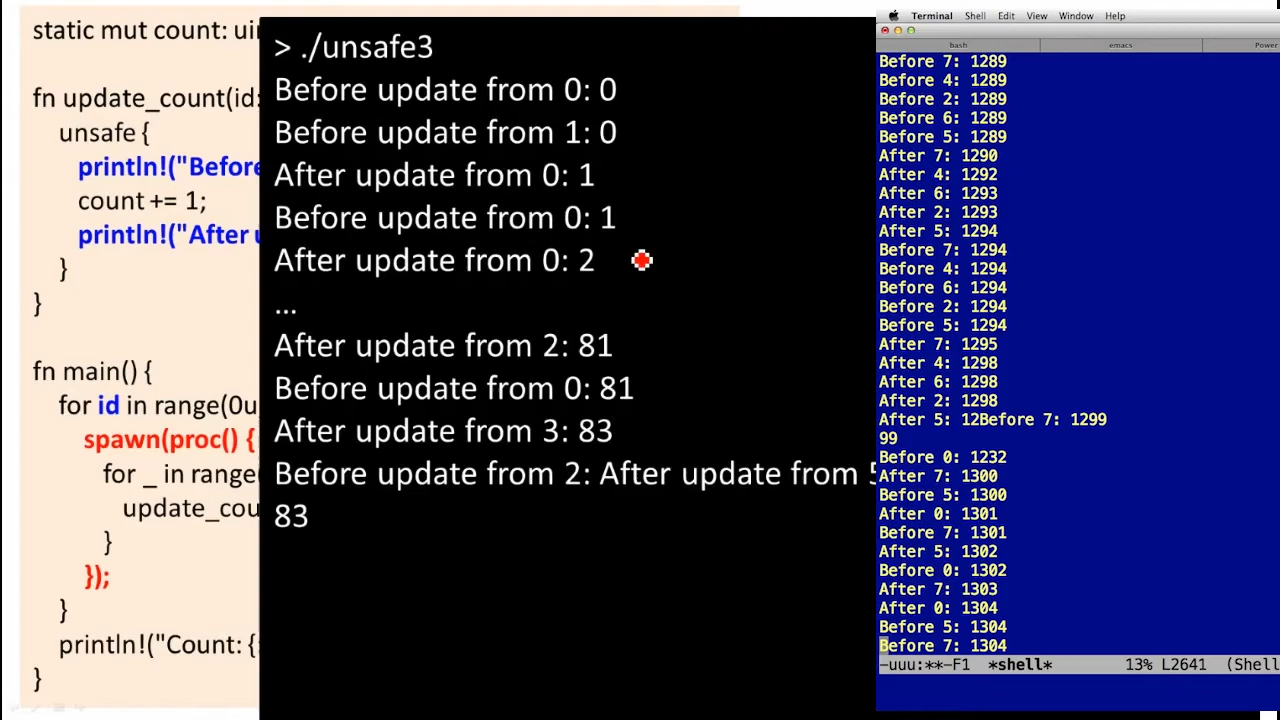 static mut count: uin
fn update_count(id:
unsafe {
println!("Before
count += 1;
println!("After u
}
}
fn main() {
for id in range(0u
spawn(proc() {
for _ in range(
update_cou
}
});
}
println!("Count: {:
}
> ./unsafe3
Before update from 0: 0
Before update from 1: 0
After update from 0: 1
Before update from 0: 1
After update from 0: 2
...
After update from 2: 81
Before update from 0: 81
After update from 3: 83
Before update from 2: After update from 5
83
Terminal Shell Edit View Window Help
bash emacs Power
Before 7: 1289
Before 4: 1289
Before 2: 1289
Before 6: 1289
Before 5: 1289
After 7: 1290
After 4: 1292
After 6: 1293
After 2: 1293
After 5: 1294
Before 7: 1294
Before 4: 1294
Before 6: 1294
Before 2: 1294
Before 5: 1294
After 7: 1295
After 4: 1298
After 6: 1298
After 2: 1298
After 5: 12Before 7: 1299
99
Before 0: 1232
After 7: 1300
Before 5: 1300
After 0: 1301
Before 7: 1301
After 5: 1302
Before 0: 1302
After 7: 1303
After 0: 1304
Before 5: 1304
Before 7: 1304
-uuu:**-F1 *shell* 13% L2641 (Shell